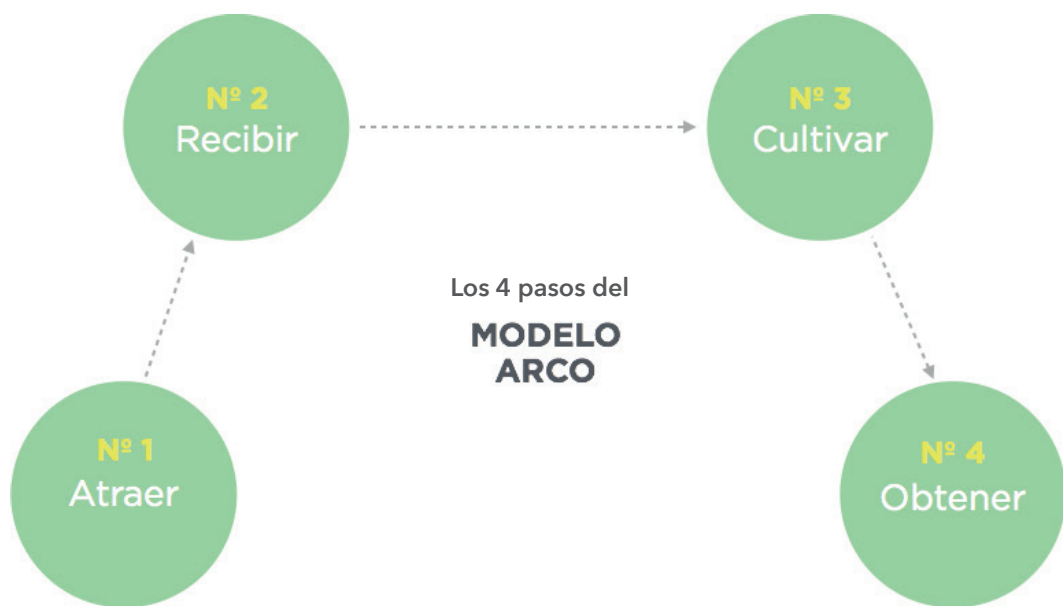 Nº 1
Atraer
Nº 2
Recibir
Nº 3
Cultivar
Nº 4
Obtener
Los 4 pasos del
MODELO
ARCO